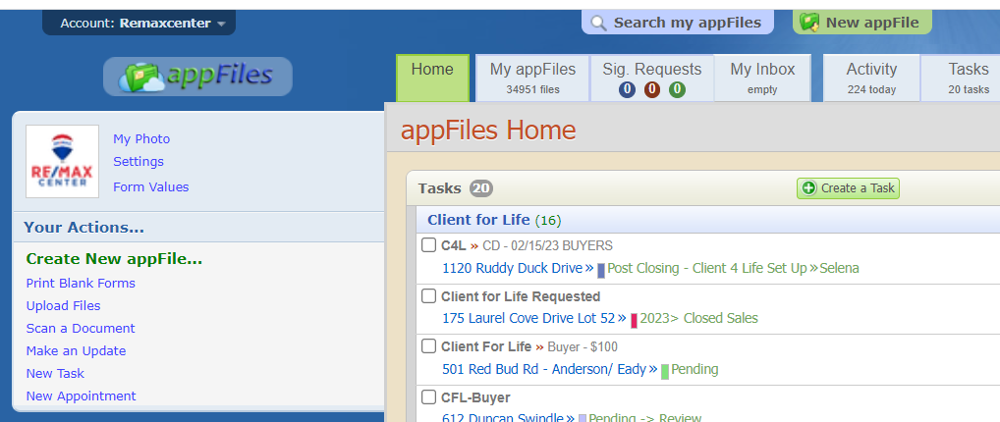 Account: Remaxcenter
Search my appFiles
New appFile
appFiles
Home
My appFiles
34951 files
Sig. Requests
0 0 0
My Inbox
empty
Activity
224 today
Tasks
20 tasks
RE/MAX
CENTER
My Photo
Settings
Form Values
Your Actions...
Create New appFile...
Print Blank Forms
Upload Files
Scan a Document
Make an Update
New Task
New Appointment
appFiles Home
Tasks 20
Create a Task
Client for Life (16)
C4L » CD - 02/15/23 BUYERS
1120 Ruddy Duck Drive» Post Closing - Client 4 Life Set Up»Selena
Client for Life Requested
175 Laurel Cove Drive Lot 52» 2023> Closed Sales
Client For Life » Buyer - $100
501 Red Bud Rd - Anderson/ Eady» Pending
CFL-Buyer
612 Duncan Swindle» Pending -> Review